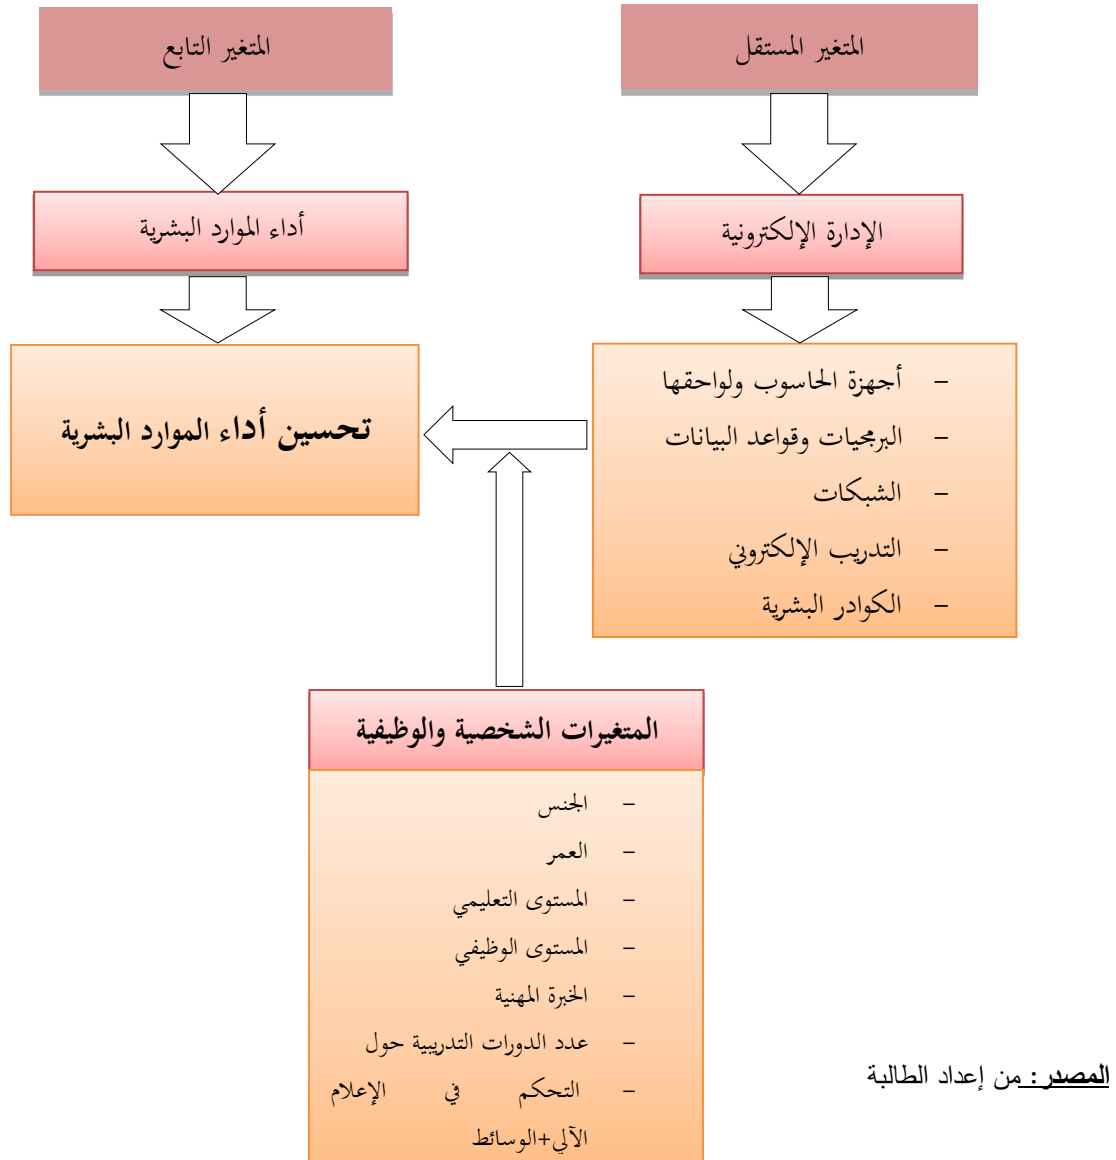 المتغير المستقل
المتغير التابع
الإدارة الإلكترونية
أداء الموارد البشرية
- أجهزة الحاسوب ولواحقها
- البرمجيات وقواعد البيانات
- الشبكات
- التدريب الإلكتروني
- الكوادر البشرية
تحسين أداء الموارد البشرية
المتغيرات الشخصية والوظيفية
- الجنس
- العمر
- المستوى التعليمي
- المستوى الوظيفي
- الخبرة المهنية
- عدد الدورات التدريبية حول
- التحكم في الإعلام
الآلي+الوسائط
المصدر: من إعداد الطالبة